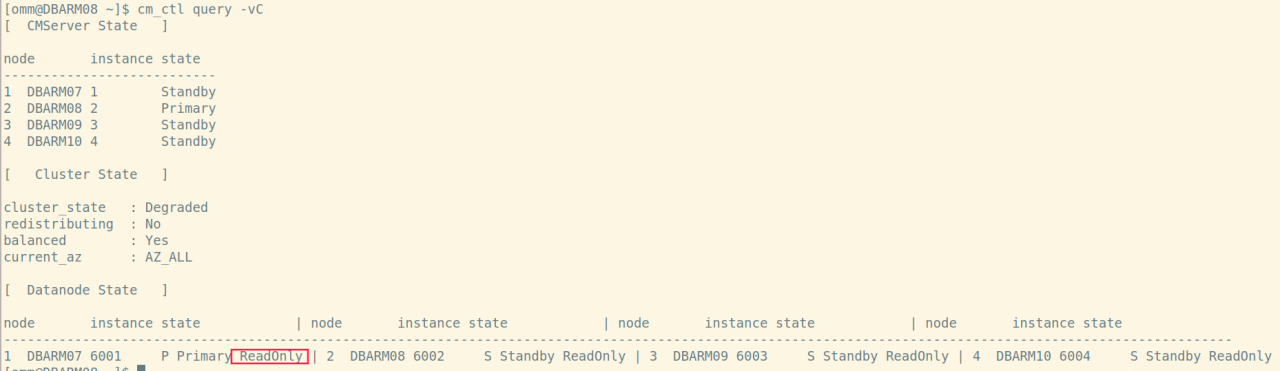 [omm@DBARM08 ~]$ cm_ctl query -vC
[  CMServer State   ]
node       instance state
---------------------------
1  DBARM07 1        Standby
2  DBARM08 2        Primary
3  DBARM09 3        Standby
4  DBARM10 4        Standby
[   Cluster State   ]
cluster_state   : Degraded
redistributing  : No
balanced        : Yes
current_az      : AZ_ALL
[  Datanode State   ]
node       instance state            | node       instance state            | node       instance state            | node       instance state
------------------------------------------------------------------------------------------------------------------------------------------------------------
1  DBARM07 6001     P Primary ReadOnly | 2  DBARM08 6002     S Standby ReadOnly | 3  DBARM09 6003     S Standby ReadOnly | 4  DBARM10 6004     S Standby ReadOnly
[omm@DBARM08 ~]$